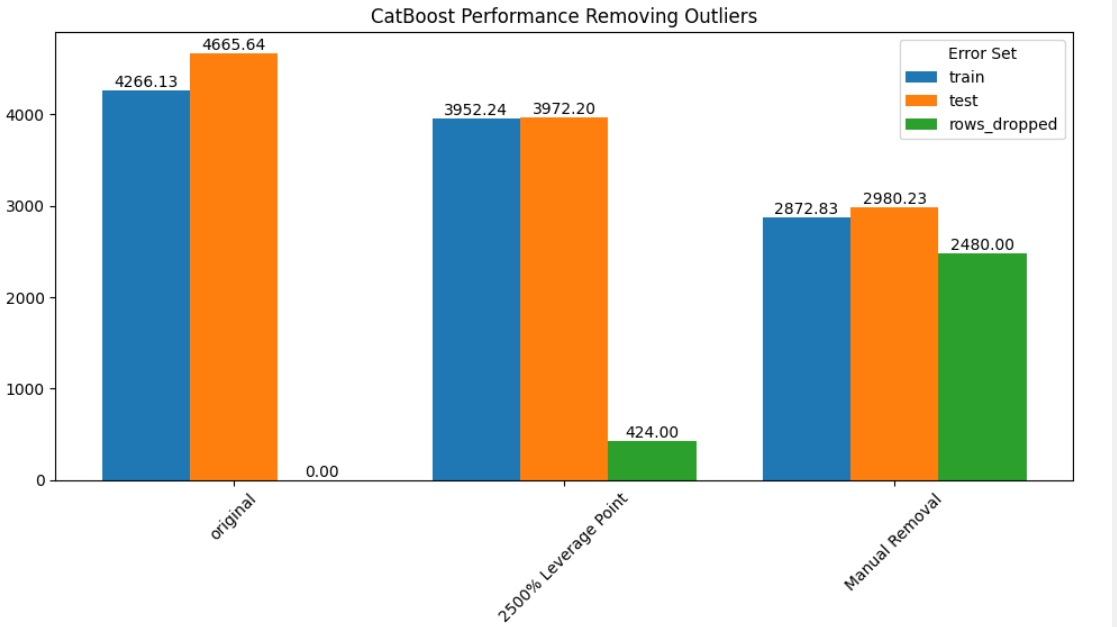 CatBoost Performance Removing Outliers
Error Set
train
test
rows_dropped
4665.64
4266.13
0.00
3952.24
3972.20
424.00
2872.83
2980.23
2480.00
4000
3000
2000
1000
0
original
2500% Leverage Point
Manual Removal